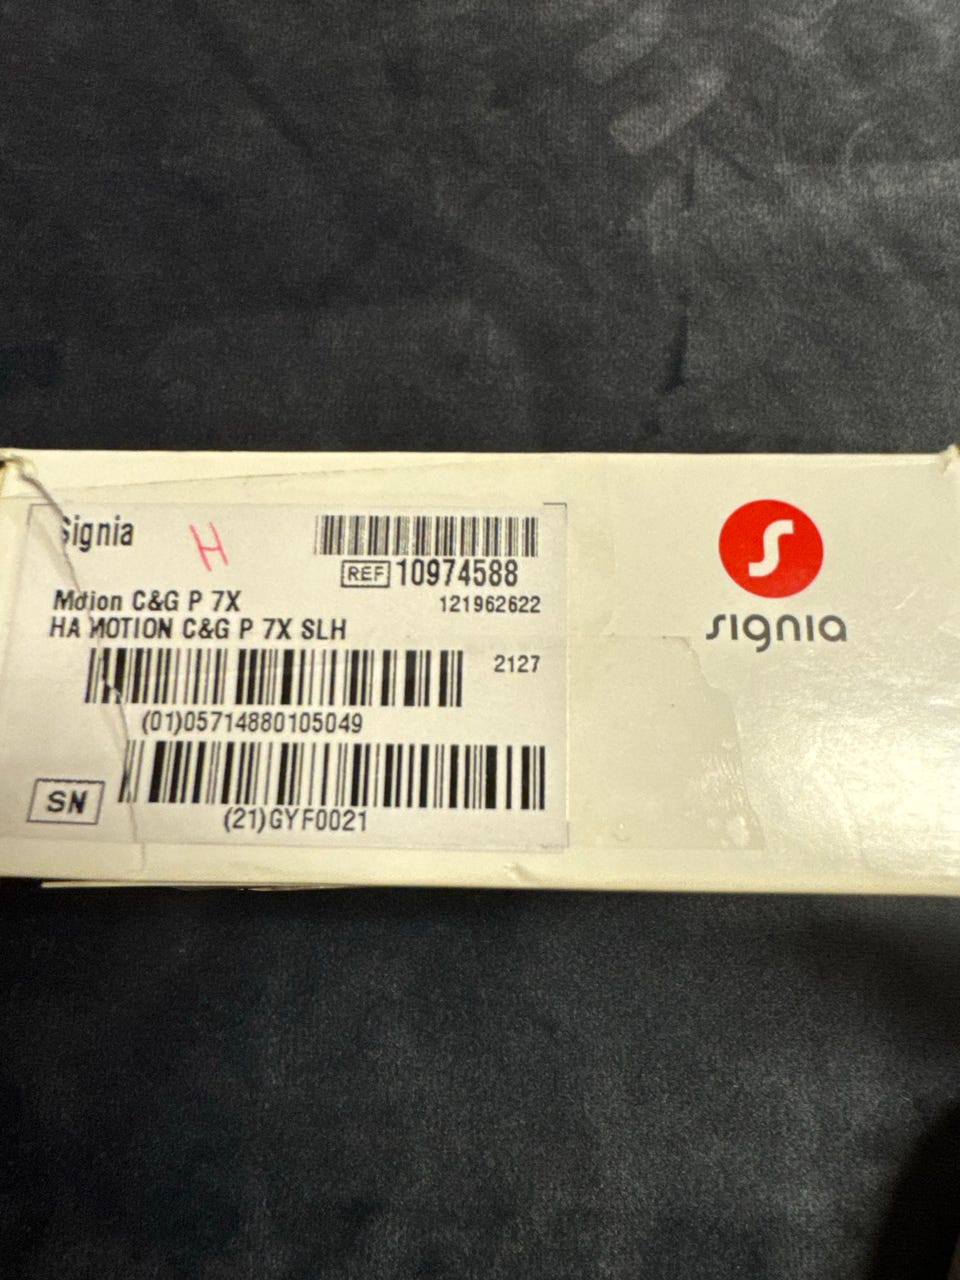 Signia
H
REF 10974588
Motion C&G P 7X
121962622
HA MOTION C&G P 7X SLH
2127
(01)05714880105049
SN
(21)GYF0021
S
signia